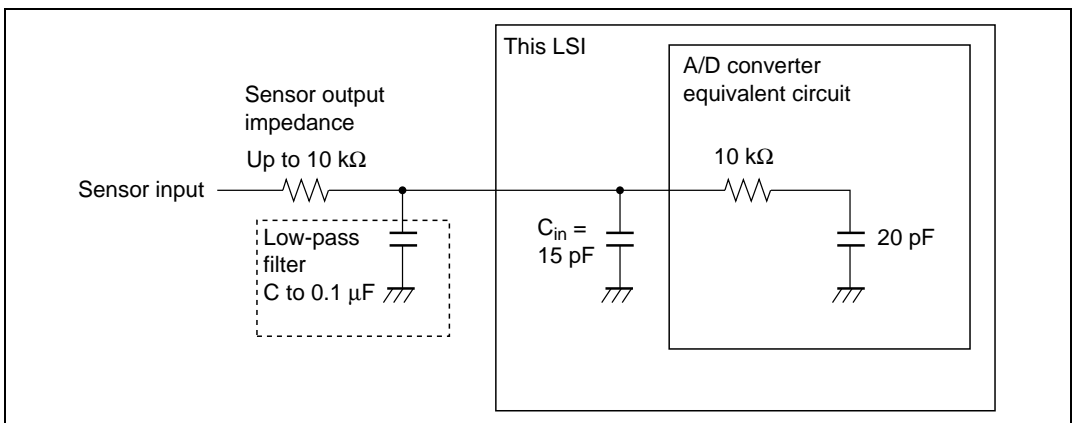 This LSI
A/D converter
equivalent circuit
Sensor output
impedance
Up to 10 kΩ
10 kΩ
Sensor input
Low-pass
filter
C to 0.1 μF
Cin =
15 pF
20 pF